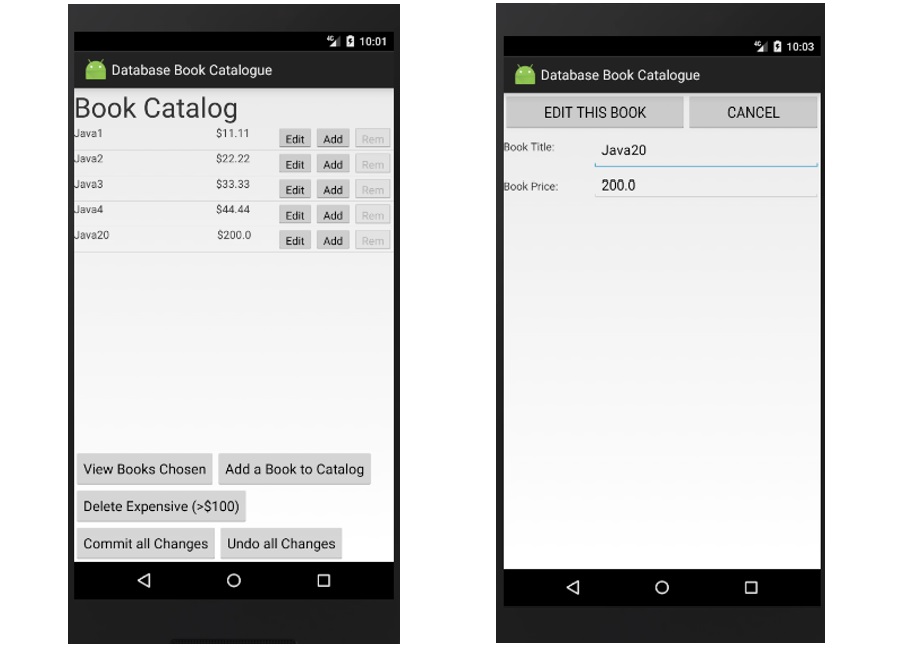 4G 10:01
Database Book Catalogue
Book Catalog
Java1 $11.11 Edit Add Rem
Java2 $22.22 Edit Add Rem
Java3 $33.33 Edit Add Rem
Java4 $44.44 Edit Add Rem
Java20 $200.0 Edit Add Rem
View Books Chosen Add a Book to Catalog
Delete Expensive (>$100)
Commit all Changes Undo all Changes
4G 10:03
Database Book Catalogue
EDIT THIS BOOK CANCEL
Book Title: Java20
Book Price: 200.0